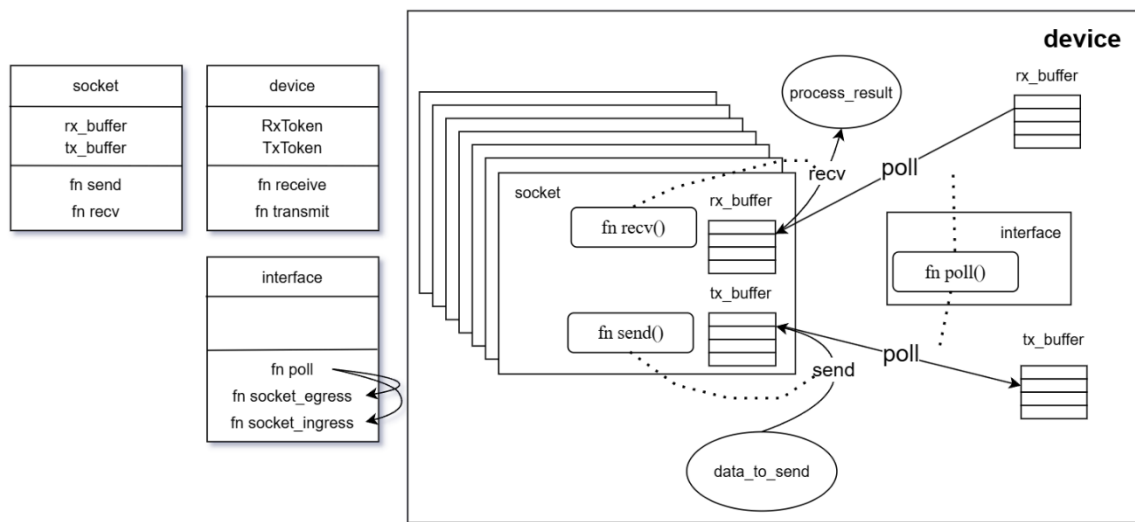 socket
rx_buffer
tx_buffer
fn send
fn recv
device
RxToken
TxToken
fn receive
fn transmit
interface
fn poll
fn socket_egress
fn socket_ingress
device
rx_buffer
process_result
recv
poll
socket
rx_buffer
fn recv()
interface
fn poll()
tx_buffer
fn send()
poll
send
tx_buffer
data_to_send